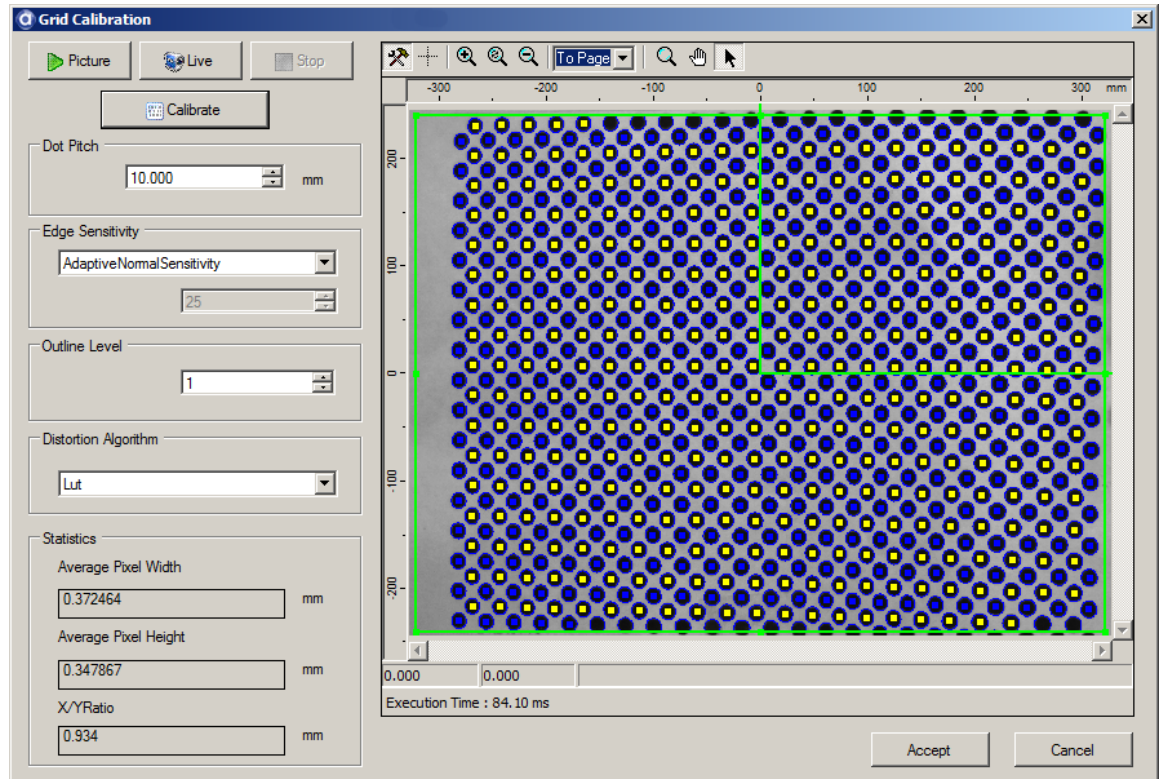 Grid Calibration
Picture Live Stop
Calibrate
Dot Pitch
10.000 mm
Edge Sensitivity
AdaptiveNormalSensitivity
25
Outline Level
1
Distortion Algorithm
Lut
Statistics
Average Pixel Width
0.372464 mm
Average Pixel Height
0.347867 mm
X/YRatio
0.934 mm
To Page
-300 -200 -100 0 100 200 300 mm
200
100
0
-100
-200
0.000 0.000
Execution Time : 84.10 ms
Accept Cancel